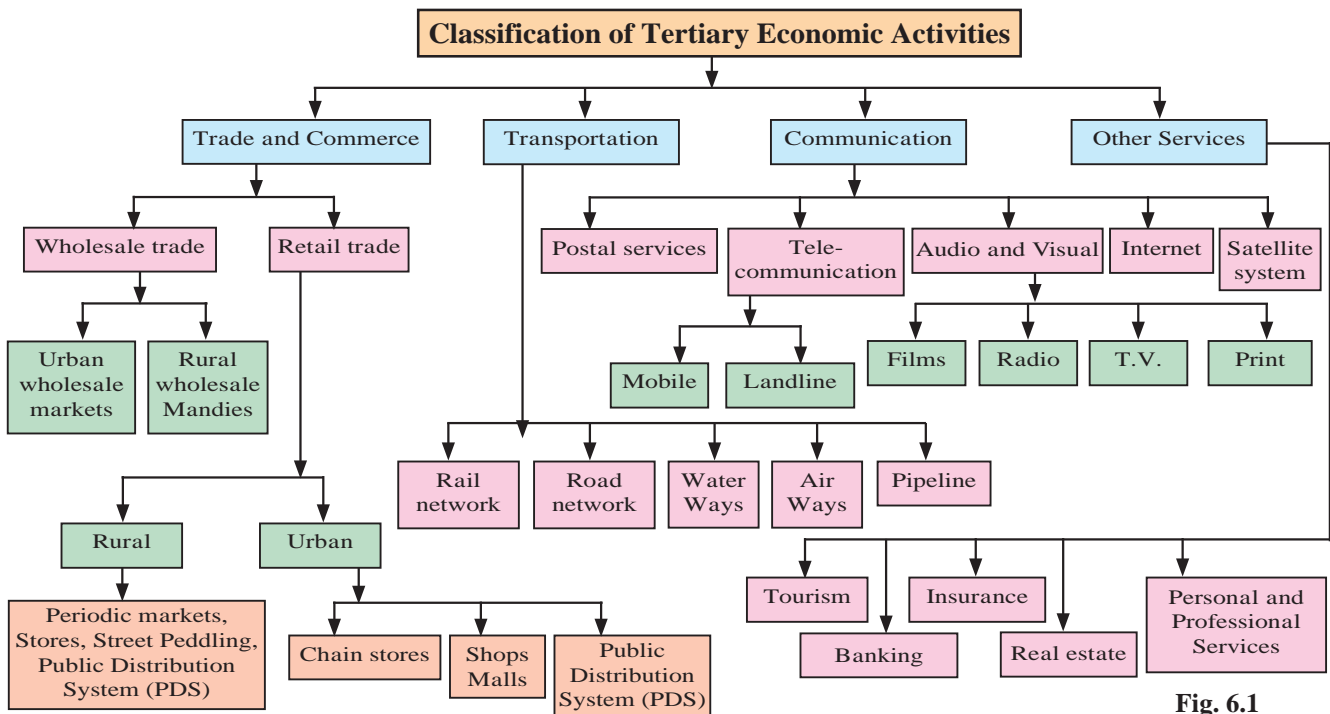 Classification of Tertiary Economic Activities
Trade and Commerce
Transportation
Communication
Other Services
Wholesale trade
Retail trade
Postal services
Tele-
communication
Audio and Visual
Internet
Satellite
system
Urban
wholesale
markets
Rural
wholesale
Mandies
Mobile
Landline
Films
Radio
T.V.
Print
Rail
network
Road
network
Water
Ways
Air
Ways
Pipeline
Rural
Urban
Periodic markets,
Stores, Street Peddling,
Public Distribution
System (PDS)
Chain stores
Shops
Malls
Public
Distribution
System (PDS)
Tourism
Banking
Insurance
Real estate
Personal and
Professional
Services
Fig. 6.1